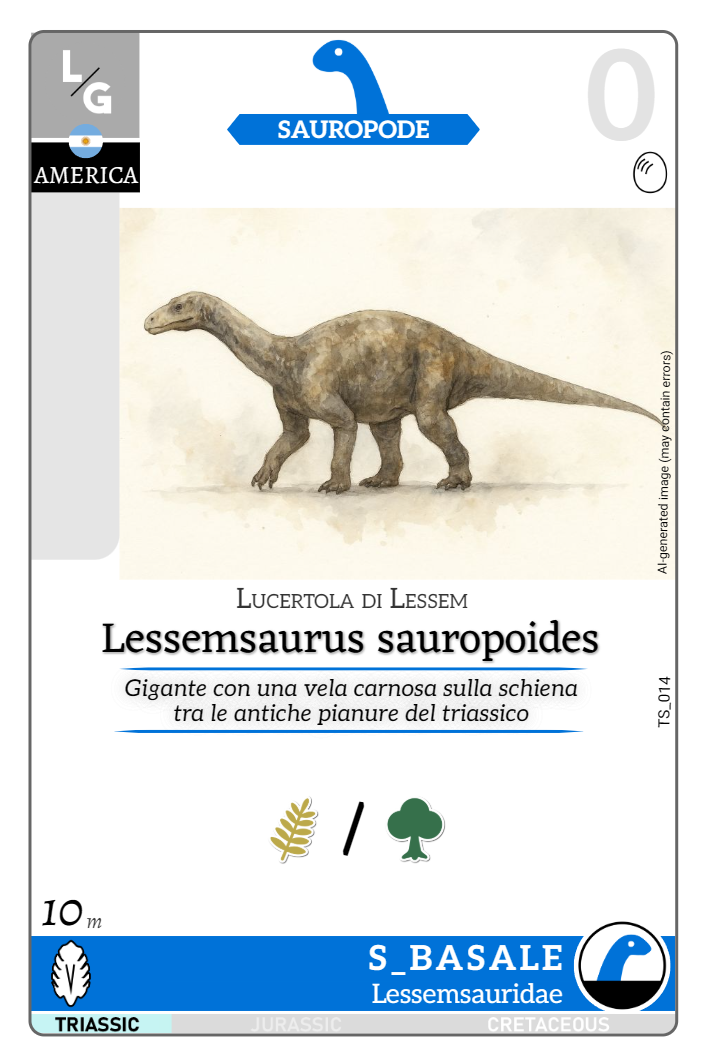 L/G
SAUROPODE
0
AMERICA
AI-generated image (may contain errors)
Lucertola di Lessem
Lessemsaurus sauropoides
Gigante con una vela carnosa sulla schiena
tra le antiche pianure del triassico
TS_014
/
10 m
S_BASALE
Lessemsauridae
TRIASSIC JURASSIC CRETACEOUS